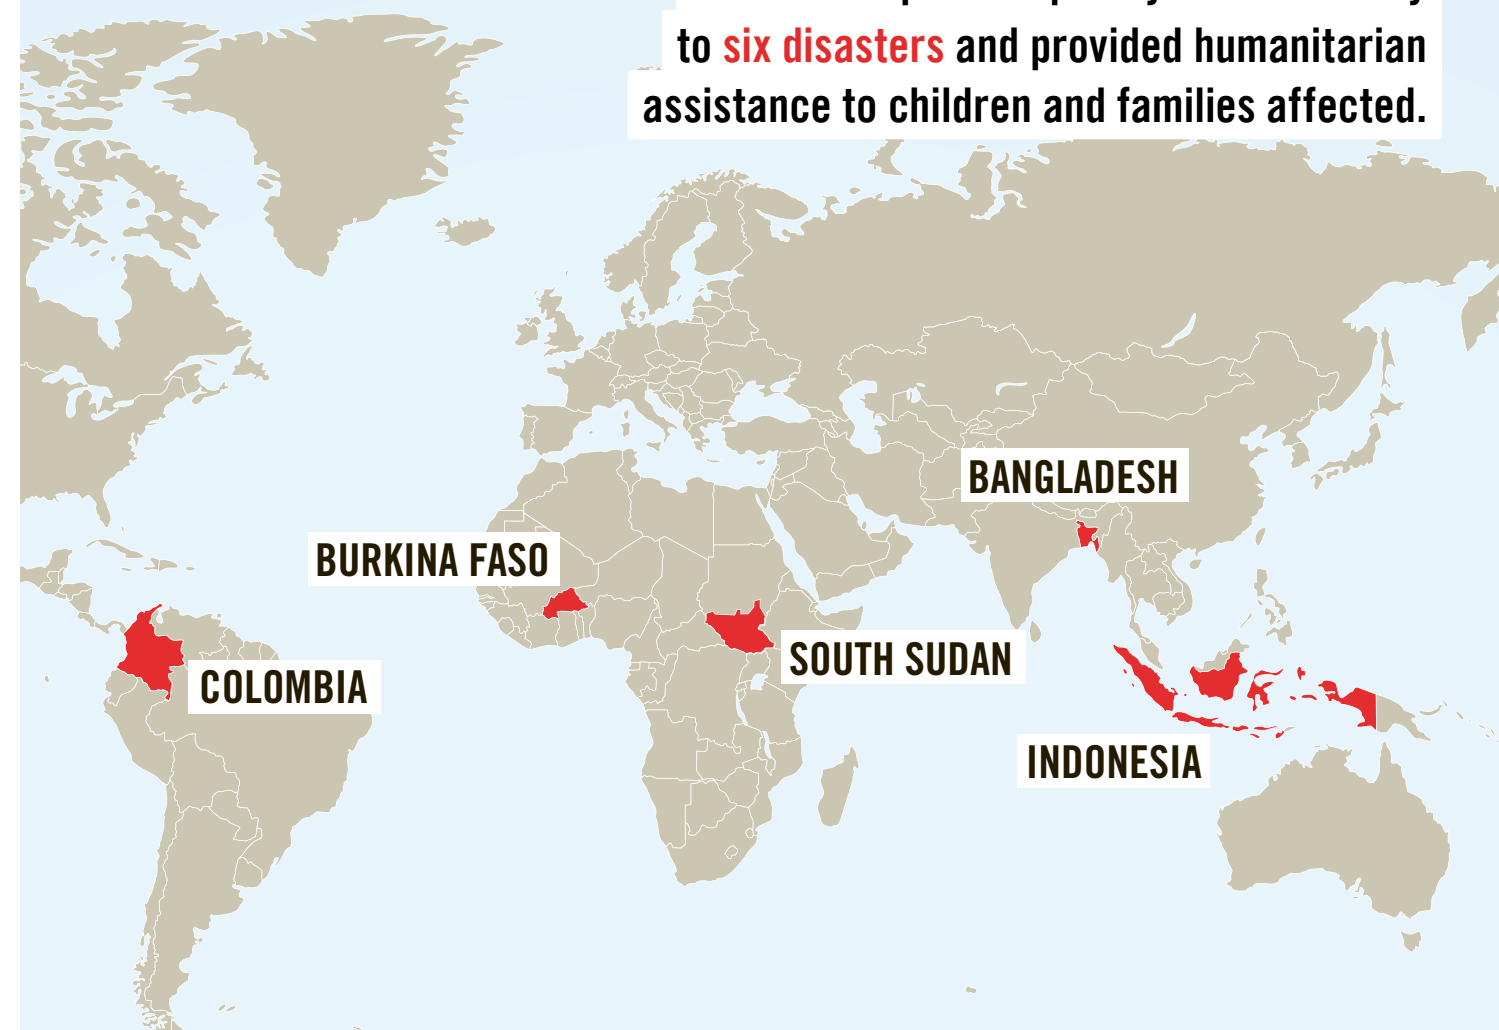 to six disasters and provided humanitarian
assistance to children and families affected.
BANGLADESH
BURKINA FASO
SOUTH SUDAN
COLOMBIA
INDONESIA